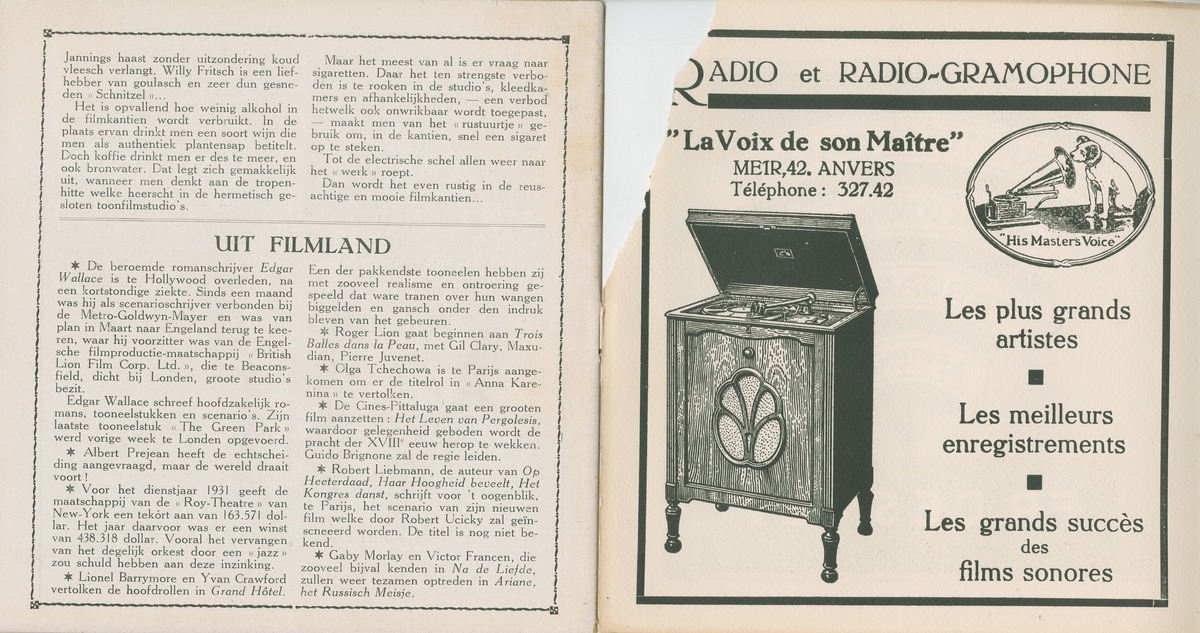 Jannings haast zonder uitzondering koud
vleesch verlangt. Willy Fritsch is een lief-
hebber van goulasch en zeer dun gesne-
den « Schnitzel »...
Het is opvallend hoe weinig alkohol in
de filmkantien wordt verbruikt. In de
plaats ervan drinkt men een soort wijn die
men als authentiek plantensap betitelt.
Doch koffie drinkt men er des te meer, en
ook bronwater. Dat legt zich gemakkelijk
uit, wanneer men denkt aan de tropen-
hitte welke heerscht in de hermetisch ge-
sloten toonfilmstudio's.
Maar het meest van al is er vraag naar
sigaretten. Daar het ten strengste verbo-
den is te rooken in de studio's, kleedka-
mers en afhankelijkheden, — een verbod
hetwelk ook onwrikbaar wordt toegepast,
— maakt men van het « rustuurtje » ge-
bruik om, in de kantien, snel een sigaret
op te steken.
Tot de electrische schel allen weer naar
het « werk » roept.
Dan wordt het even rustig in de reus-
achtige en mooie filmkantien...
UIT FILMLAND
✶ De beroemde romanschrijver Edgar
Wallace is te Hollywood overleden, na
een kortstondige ziekte. Sinds een maand
was hij als scenarioschrijver verbonden bij
de Metro-Goldwyn-Mayer en was van
plan in Maart naar Engeland terug te kee-
ren, waar hij voorzitter was van de Engel-
sche filmproductie-maatschappij « British
Lion Film Corp. Ltd. », die te Beacons-
field, dicht bij Londen, groote studio's
bezit.
Edgar Wallace schreef hoofdzakelijk ro-
mans, tooneelstukken en scenario's. Zijn
laatste tooneelstuk « The Green Park »
werd vorige week te Londen opgevoerd.
✶ Albert Prejean heeft de echtschei-
ding aangevraagd, maar de wereld draait
voort !
✶ Voor het dienstjaar 1931 geeft de
maatschappij van de « Roy-Theatre » van
New-York een tekort aan van 163.571 dol-
lar. Het jaar daarvoor was er een winst
van 438.318 dollar. Vooral het vervangen
van het degelijk orkest door een « jazz »
zou schuld hebben aan deze inzinking.
✶ Lionel Barrymore en Yvan Crawford
vertolken de hoofdrollen in Grand Hôtel.
Een der pakkendste tooneelen hebben zij
met zooveel realisme en ontroering ge-
speeld dat ware tranen over hun wangen
biggelden en gansch onder den indruk
bleven van het gebeuren.
✶ Roger Lion gaat beginnen aan Trois
Balles dans la Peau, met Gil Clary, Maxu-
dian, Pierre Juvenet.
✶ Olga Tchechowa is te Parijs aange-
komen om er de titelrol in « Anna Kare-
nina » te vertolken.
✶ De Cines-Pittaluga gaat een grooten
film aanzetten : Het Leven van Pergolesis,
waardoor gelegenheid geboden wordt de
pracht der XVIIIe eeuw herop te wekken.
Guido Brignone zal de regie leiden.
✶ Robert Liebmann, de auteur van Op
Heeterdaad, Haar Hoogheid beveelt, Het
Kongres danst, schrijft voor 't oogenblik,
te Parijs, het scenario van zijn nieuwen
film welke door Robert Ucicky zal geïn-
scneerd worden. De titel is nog niet be-
kend.
✶ Gaby Morlay en Victor Francen, die
zooveel bijval kenden in Na de Liefde,
zullen weer tezamen optreden in Ariane,
het Russisch Meisje.
RADIO et RADIO-GRAMOPHONE
"La Voix de son Maître"
MEIR,42. ANVERS
Téléphone : 327.42
"His Master's Voice"
Les plus grands
artistes
Les meilleurs
enregistrements
Les grands succès
des
films sonores